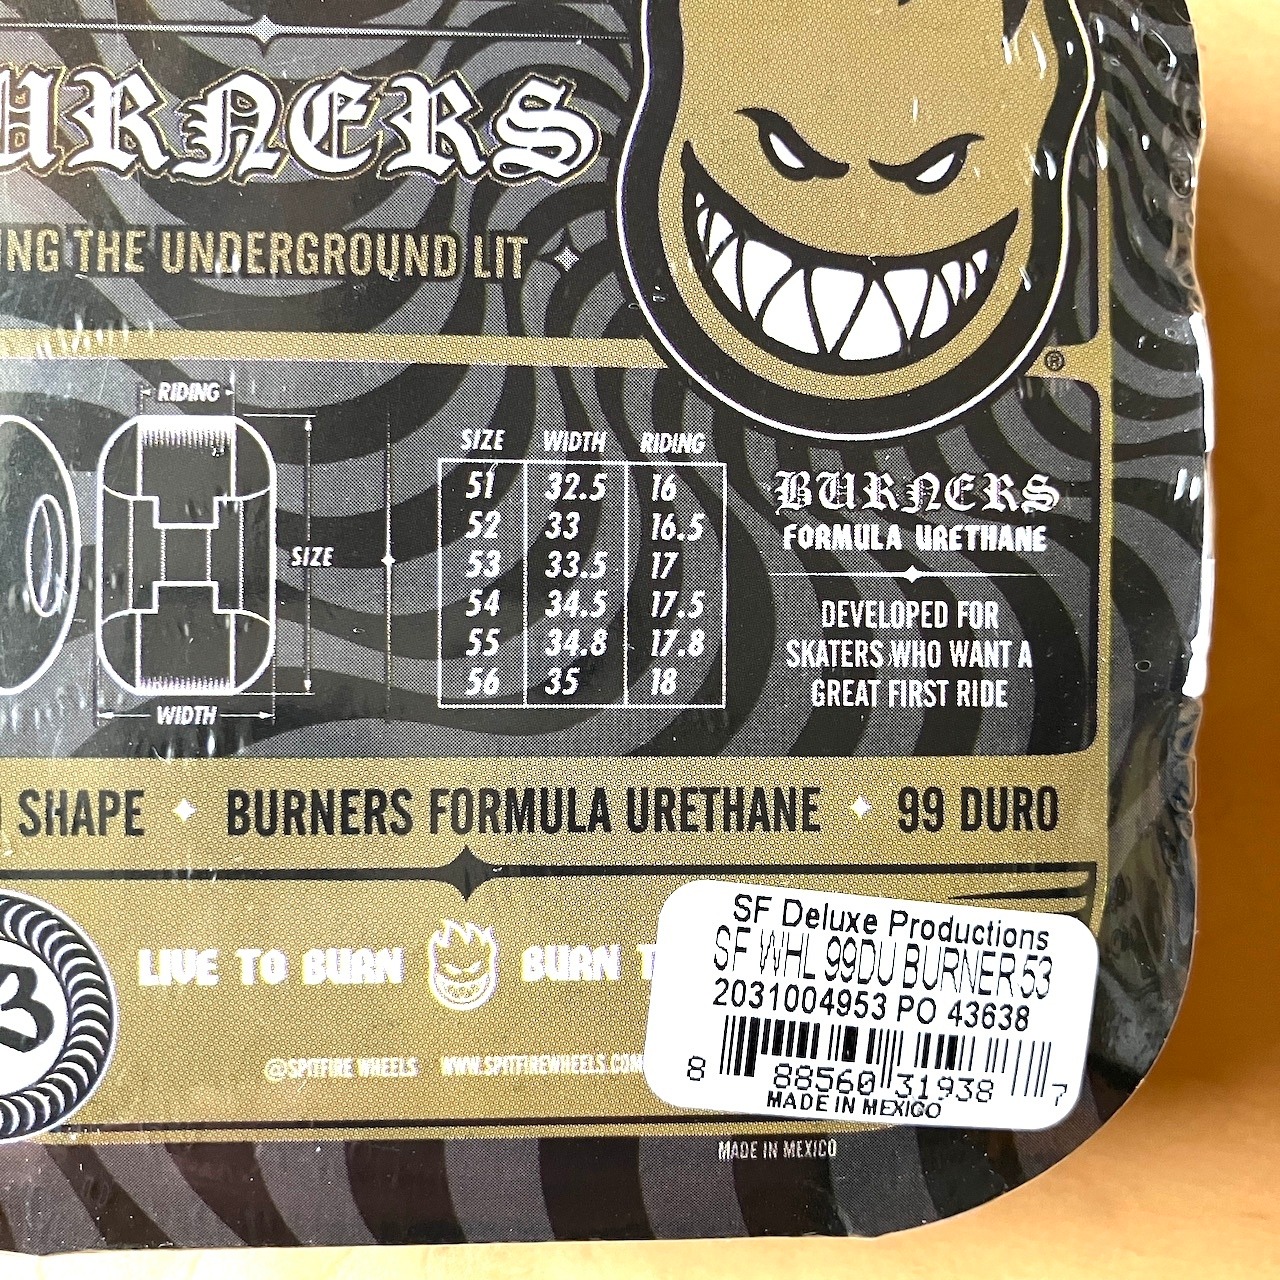 BURNERS
THE UNDERGROUND LIT
®
RIDING
SIZE
WIDTH
SIZE WIDTH RIDING
51 32.5 16
52 33 16.5
53 33.5 17
54 34.5 17.5
55 34.8 17.8
56 35 18
BURNERS
FORMULA URETHANE
DEVELOPED FOR
SKATERS WHO WANT A
GREAT FIRST RIDE
SHAPE BURNERS FORMULA URETHANE 99 DURO
LIVE TO BURN BURN T
@SPITFIRE WHEELS WWW.SPITFIREWHEELS.COM
SF Deluxe Productions
SF WHL 99DU BURNER 53
2031004953 PO 43638
8 88560 31938 7
MADE IN MEXICO
MADE IN MEXICO